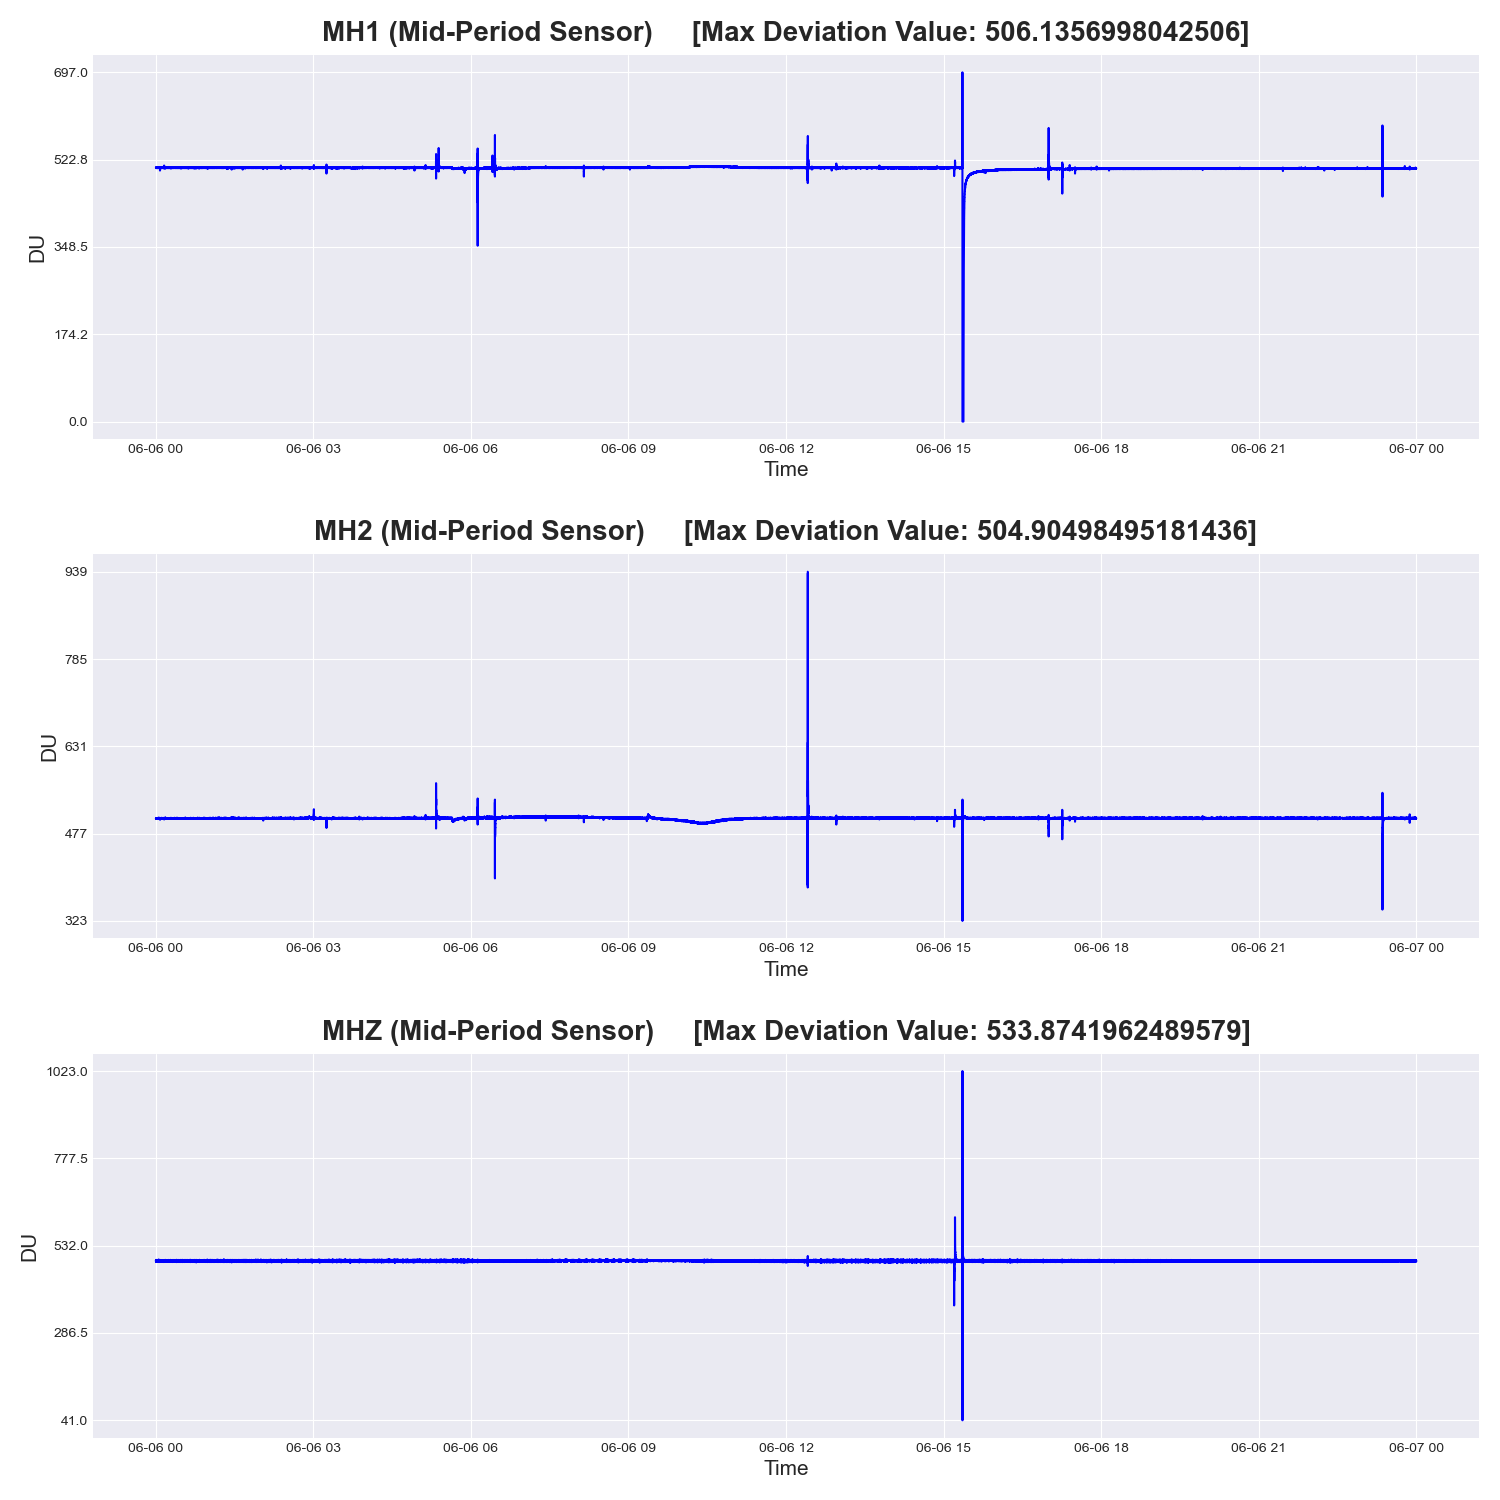 MH1 (Mid-Period Sensor) [Max Deviation Value: 506.1356998042506]
697.0
522.8
348.5
174.2
0.0
DU
06-06 00 06-06 03 06-06 06 06-06 09 06-06 12 06-06 15 06-06 18 06-06 21 06-07 00
Time
MH2 (Mid-Period Sensor) [Max Deviation Value: 504.90498495181436]
939
785
631
477
323
DU
06-06 00 06-06 03 06-06 06 06-06 09 06-06 12 06-06 15 06-06 18 06-06 21 06-07 00
Time
MHZ (Mid-Period Sensor) [Max Deviation Value: 533.8741962489579]
1023.0
777.5
532.0
286.5
41.0
DU
06-06 00 06-06 03 06-06 06 06-06 09 06-06 12 06-06 15 06-06 18 06-06 21 06-07 00
Time